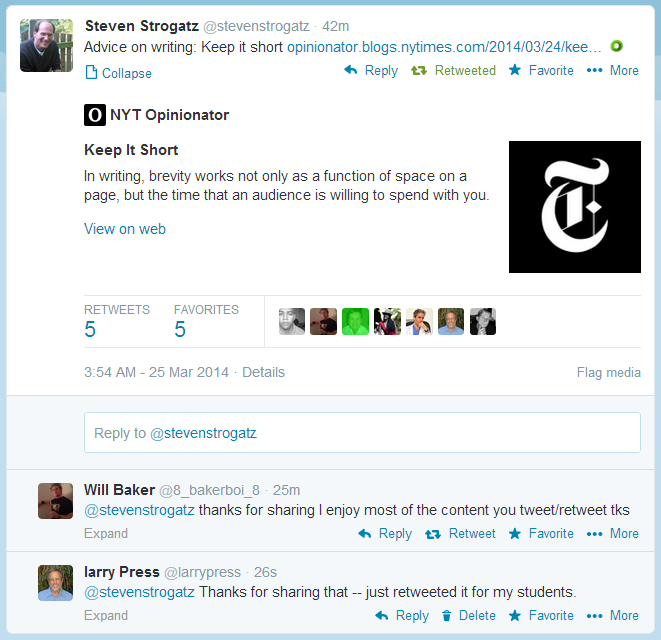 Steven Strogatz @stevenstrogatz · 42m
Advice on writing: Keep it short opinionator.blogs.nytimes.com/2014/03/24/kee…
Collapse Reply Retweeted Favorite ••• More
O NYT Opinionator
Keep It Short
In writing, brevity works not only as a function of space on a
page, but the time that an audience is willing to spend with you.
T
View on web
RETWEETS FAVORITES
5 5
3:54 AM - 25 Mar 2014 · Details Flag media
Reply to @stevenstrogatz
Will Baker @8_bakerboi_8 · 25m
@stevenstrogatz thanks for sharing I enjoy most of the content you tweet/retweet tks
Expand Reply Retweet Favorite ••• More
larry Press @larrypress · 26s
@stevenstrogatz Thanks for sharing that -- just retweeted it for my students.
Expand Reply Delete Favorite ••• More